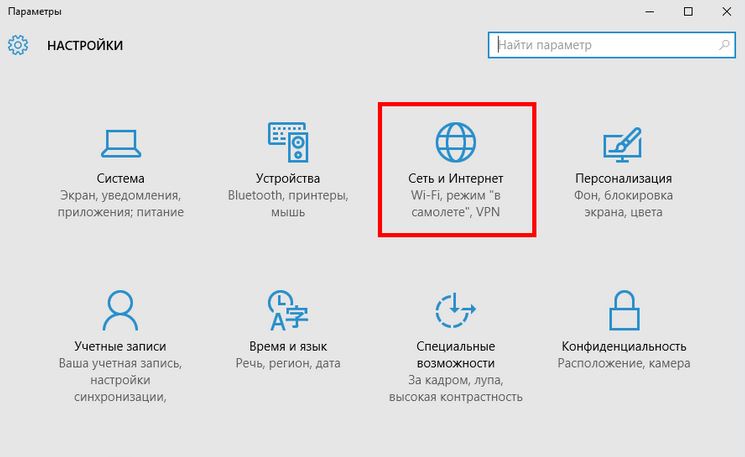 Параметры
НАСТРОЙКИ
Найти параметр
Система
Экран, уведомления,
приложения; питание
Устройства
Bluetooth, принтеры,
мышь
Сеть и Интернет
Wi-Fi, режим "в
самолете", VPN
Персонализация
Фон, блокировка
экрана, цвета
Учетные записи
Ваша учетная запись,
настройки
синхронизации,
A字
Время и язык
Речь, регион, дата
Специальные
возможности
За кадром, лупа,
высокая контрастность
Конфиденциальность
Расположение, камера